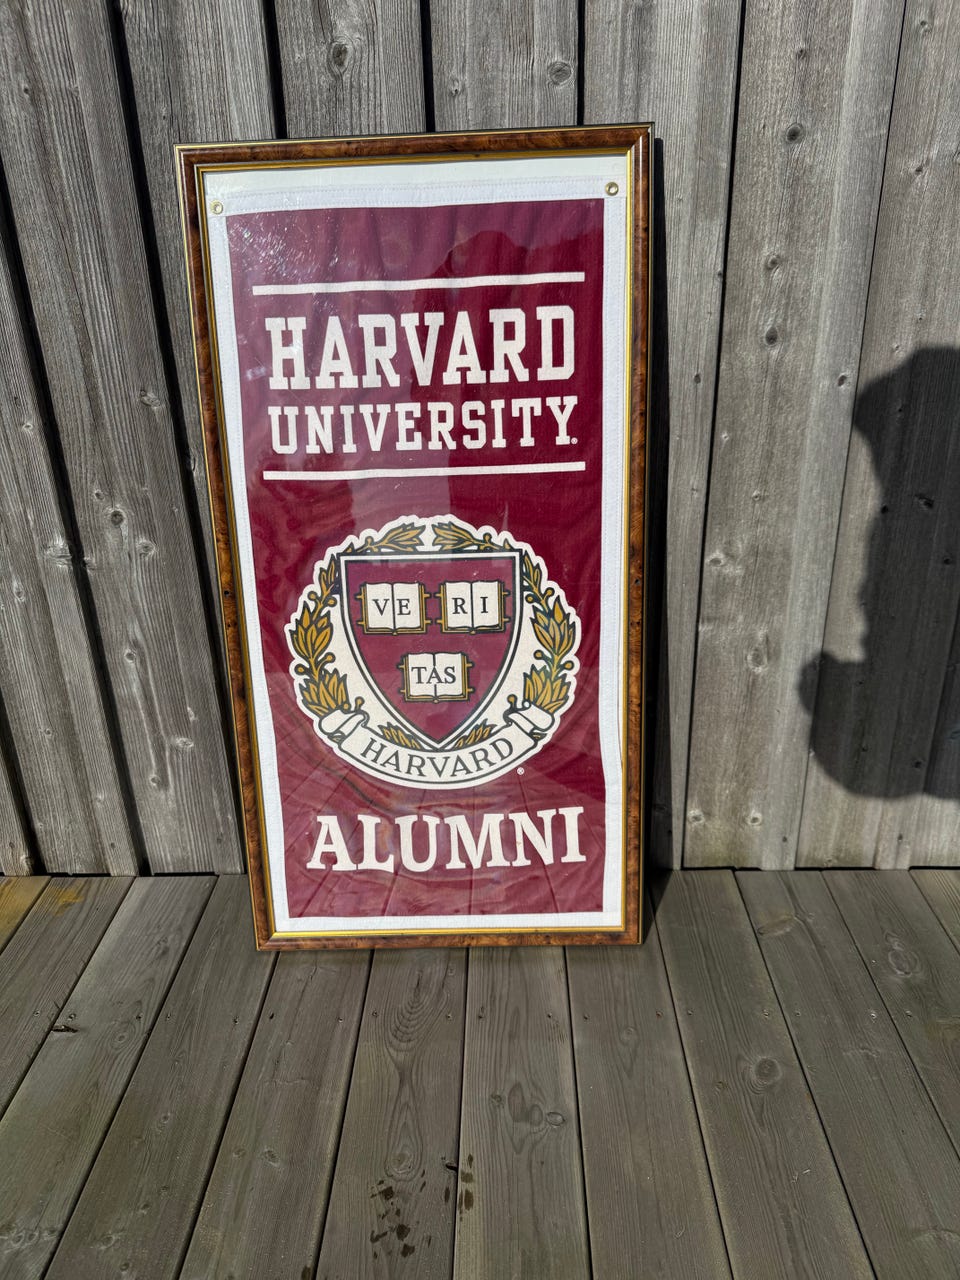 HARVARD
UNIVERSITY®
VE RI
TAS
HARVARD®
ALUMNI